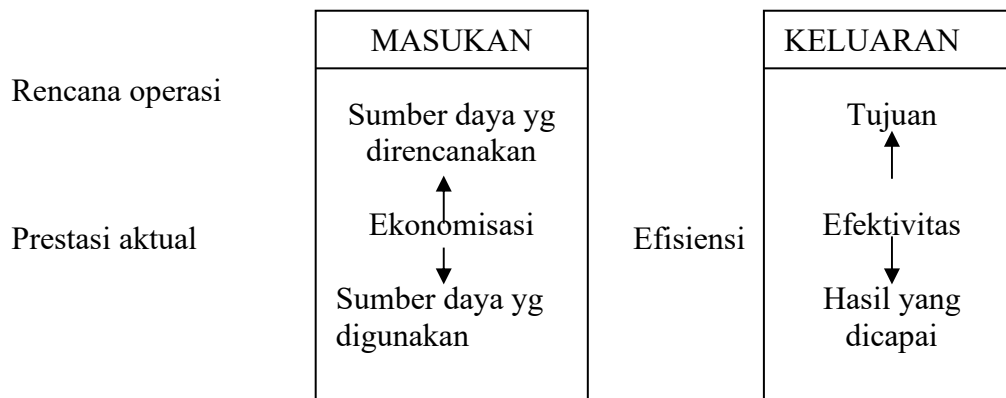 MASUKAN
KELUARAN
Rencana operasi
Sumber daya yg
direncanakan
Tujuan
Prestasi aktual
Ekonomisasi
Efisiensi
Efektivitas
Sumber daya yg
digunakan
Hasil yang
dicapai